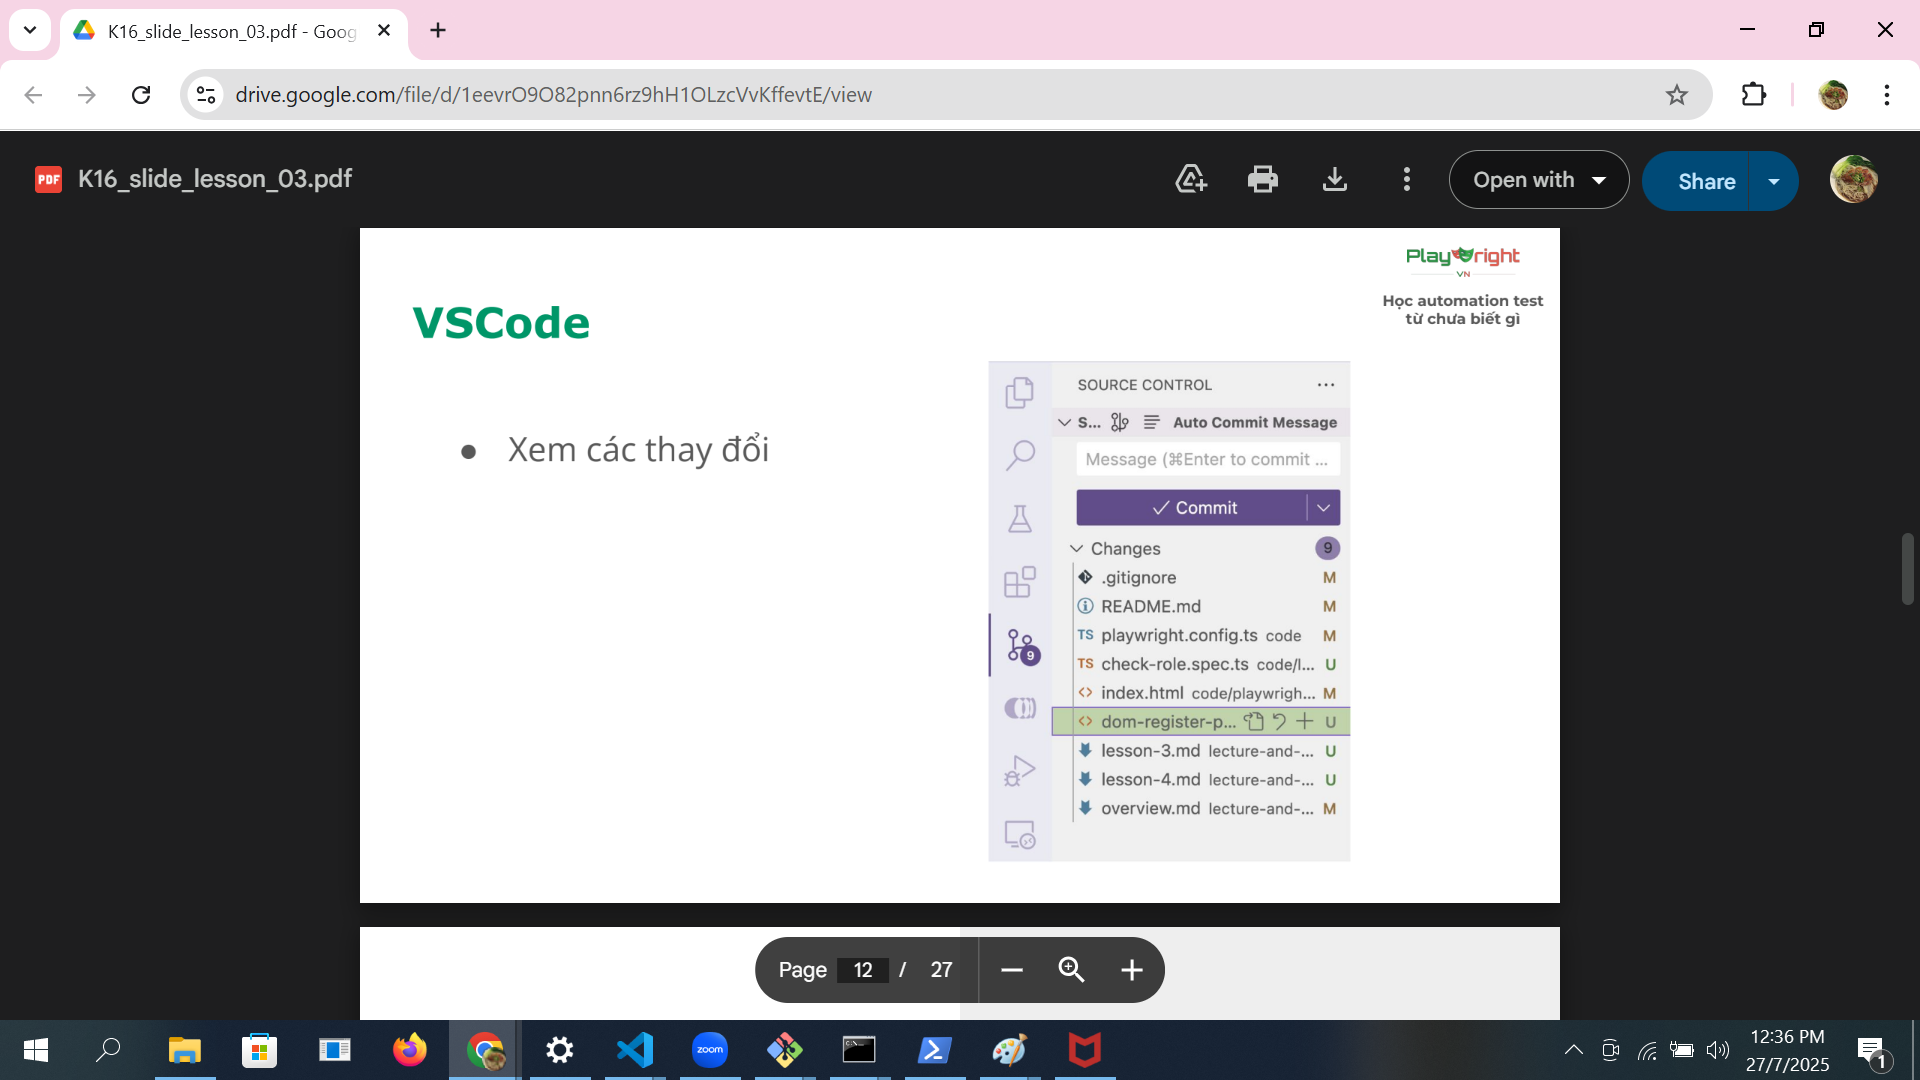 K16_slide_lesson_03.pdf - Goog
drive.google.com/file/d/1eevrO9O82pnn6rz9hH1OLzcVvKffevtE/view
PDF
K16_slide_lesson_03.pdf
Open with
Share
Playwright
VN
Học automation test
từ chưa biết gì
VSCode
● Xem các thay đổi
SOURCE CONTROL
S... Auto Commit Message
Message (⌘Enter to commit ...
Commit
Changes 9
.gitignore M
README.md M
TS playwright.config.ts code M
TS check-role.spec.ts code/l... U
9
index.html code/playwrigh... M
dom-register-p... U
lesson-3.md lecture-and-... U
lesson-4.md lecture-and-... U
overview.md lecture-and-... M
Page 12 / 27
zoom
12:36 PM
27/7/2025
1